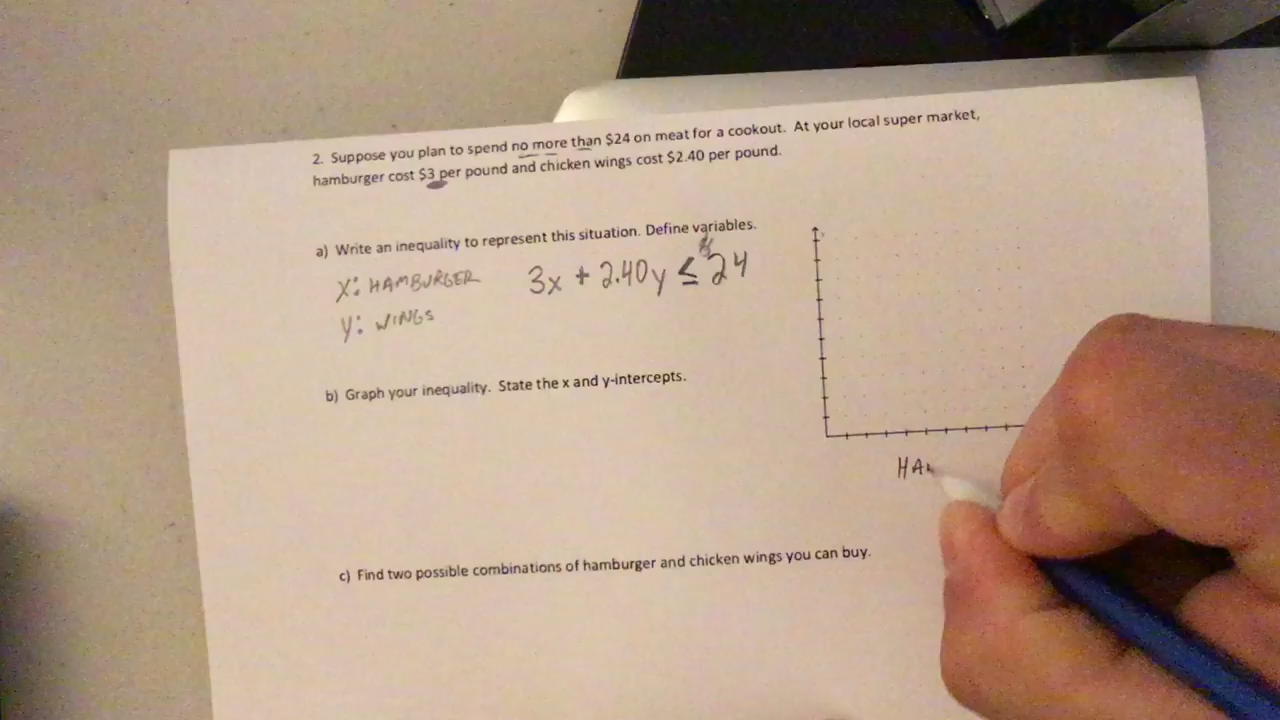 2. Suppose you plan to spend no more than $24 on meat for a cookout. At your local super market,
hamburger cost $3 per pound and chicken wings cost $2.40 per pound.
a) Write an inequality to represent this situation. Define variables.
X: HAMBURGER 3x + 2.40y ≤ 24
Y: WINGS
b) Graph your inequality. State the x and y-intercepts.
HA
c) Find two possible combinations of hamburger and chicken wings you can buy.